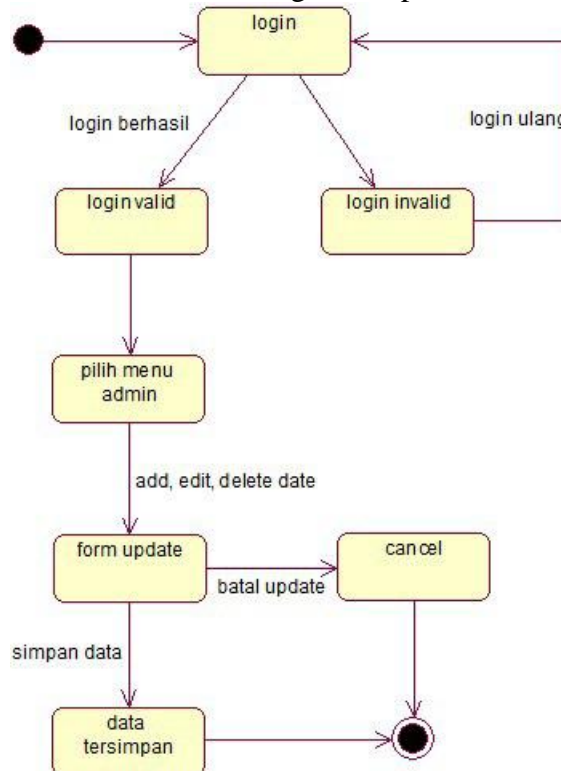 login
login berhasil
login ulang
login valid
login invalid
pilih menu
admin
add, edit, delete date
form update
cancel
batal update
simpan data
data
tersimpan